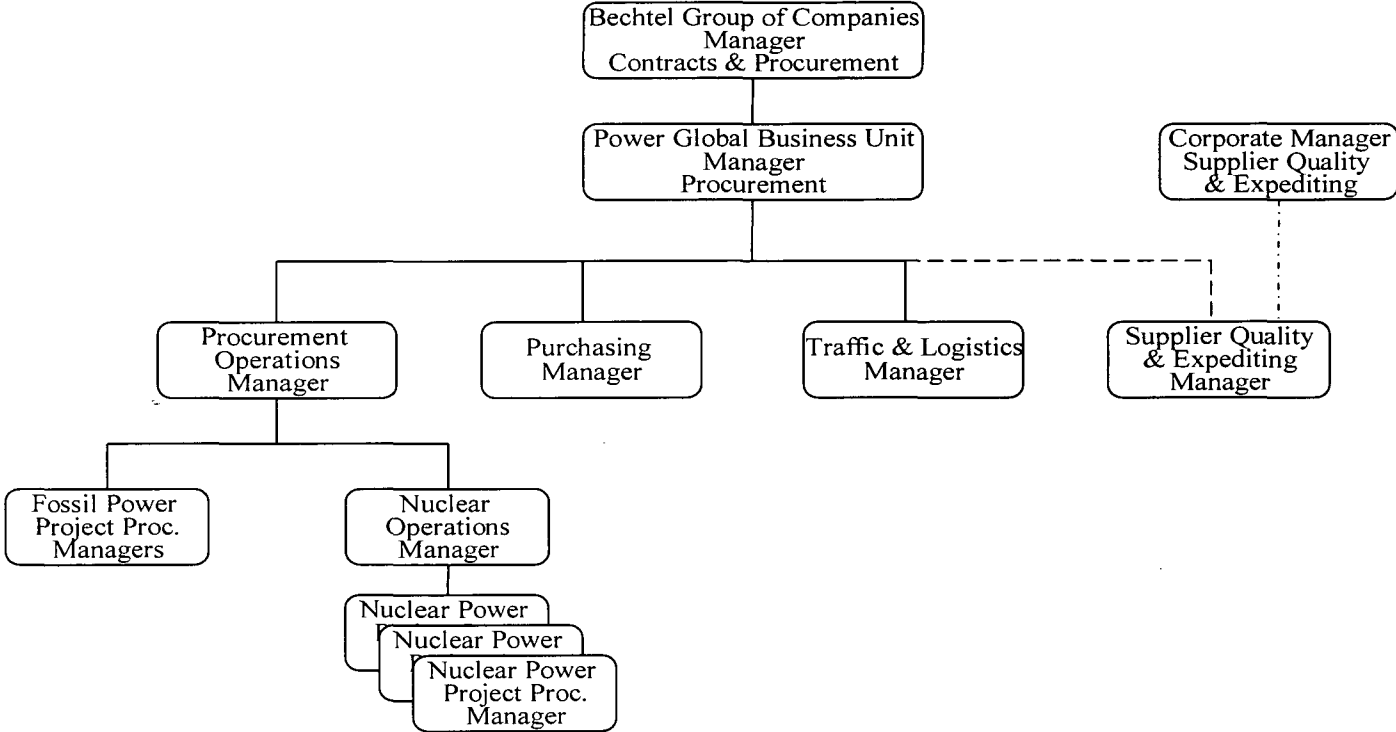 Bechtel Group of Companies
Manager
Contracts & Procurement
Power Global Business Unit
Manager
Procurement
Corporate Manager
Supplier Quality
& Expediting
Procurement
Operations
Manager
Purchasing
Manager
Traffic & Logistics
Manager
Supplier Quality
& Expediting
Manager
Fossil Power
Project Proc.
Managers
Nuclear
Operations
Manager
Nuclear Power
Nuclear Power
Nuclear Power
Project Proc.
Manager